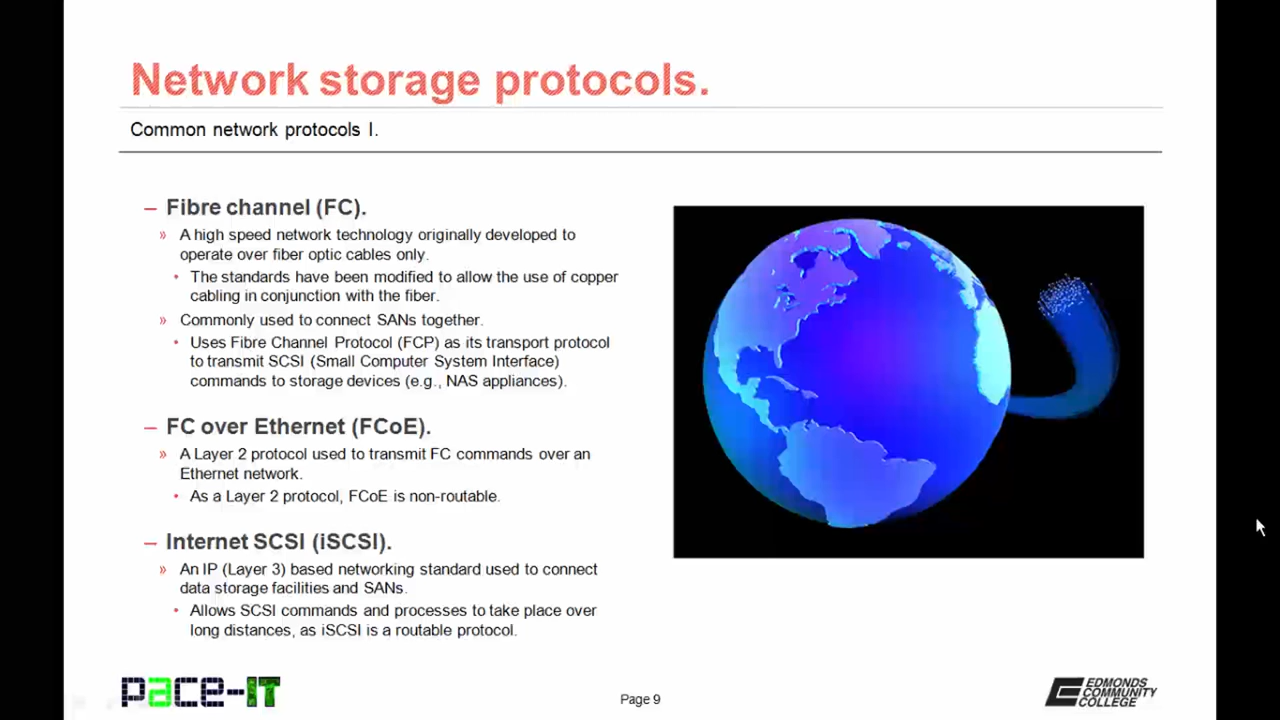 Network storage protocols.
Common network protocols I.
– Fibre channel (FC).
» A high speed network technology originally developed to
operate over fiber optic cables only.
• The standards have been modified to allow the use of copper
cabling in conjunction with the fiber.
» Commonly used to connect SANs together.
• Uses Fibre Channel Protocol (FCP) as its transport protocol
to transmit SCSI (Small Computer System Interface)
commands to storage devices (e.g., NAS appliances).
– FC over Ethernet (FCoE).
» A Layer 2 protocol used to transmit FC commands over an
Ethernet network.
• As a Layer 2 protocol, FCoE is non-routable.
– Internet SCSI (iSCSI).
» An IP (Layer 3) based networking standard used to connect
data storage facilities and SANs.
• Allows SCSI commands and processes to take place over
long distances, as iSCSI is a routable protocol.
pace-IT
Page 9
EDMONDS
COMMUNITY
COLLEGE